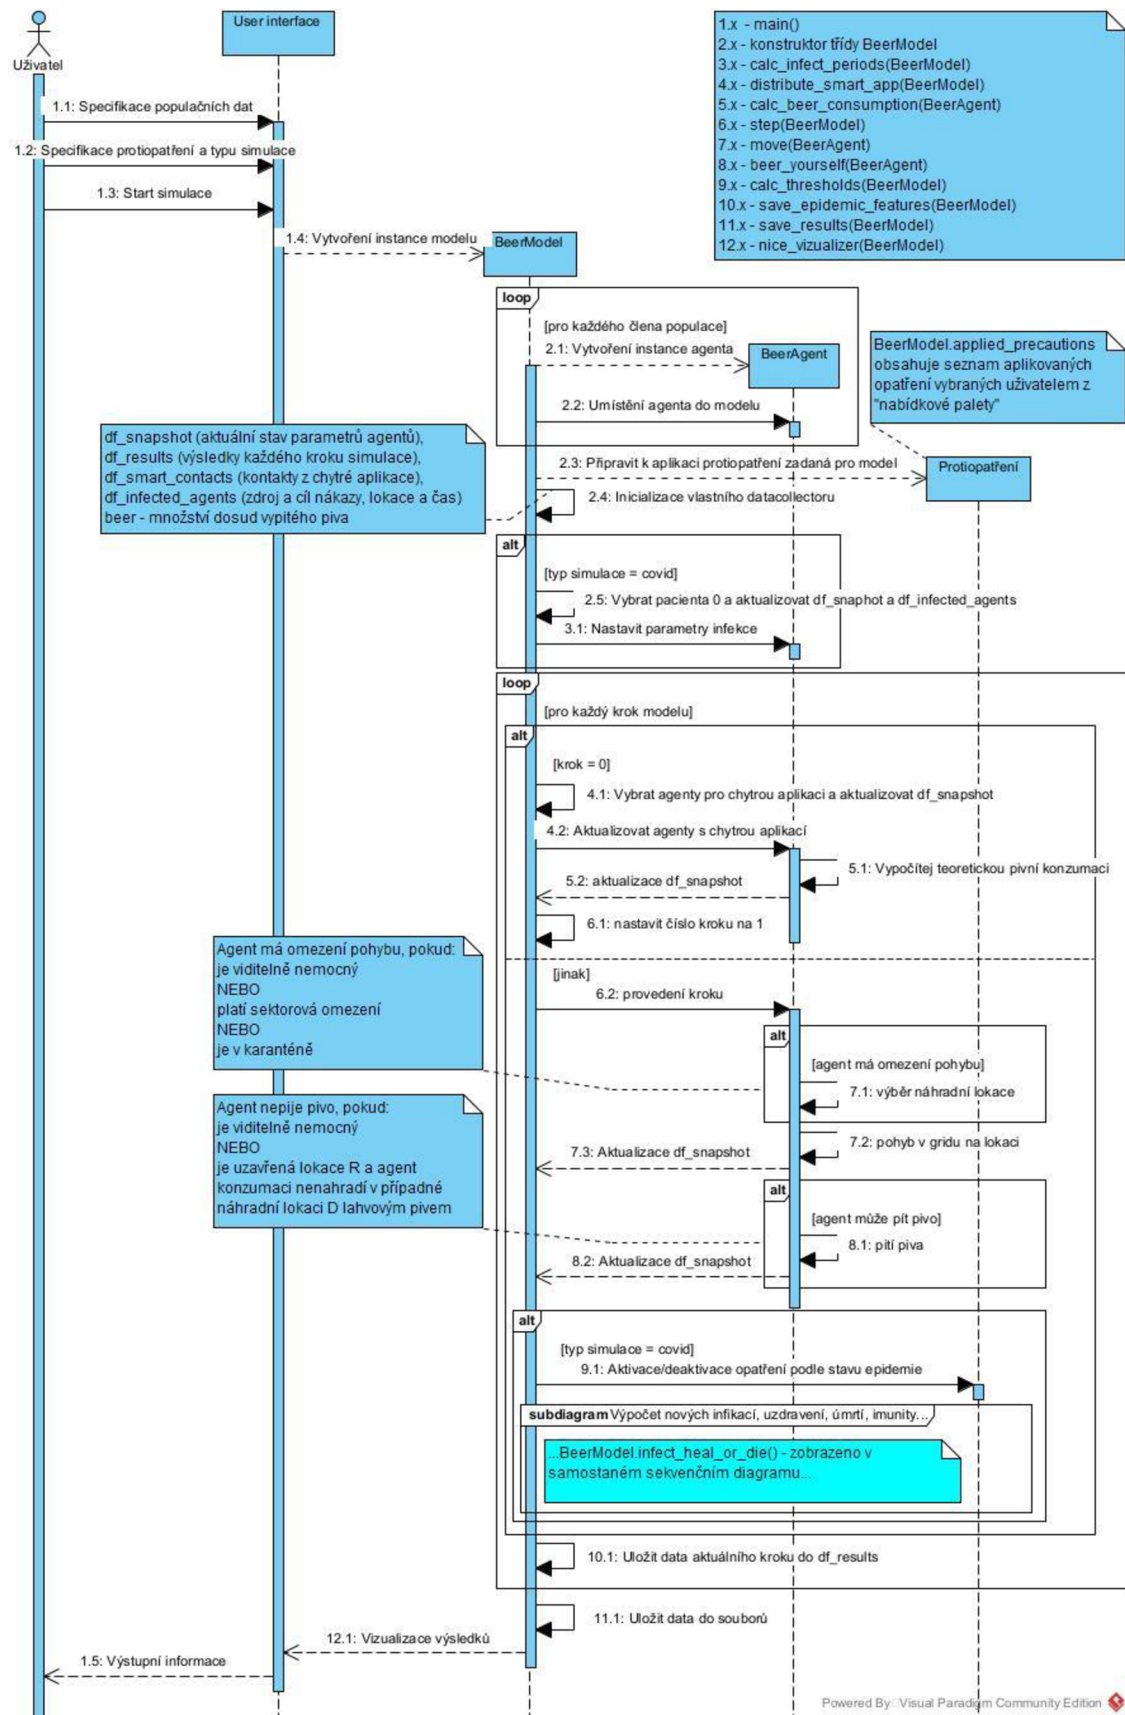 User interface
Uživatel
1.x - main()
2.x - konstruktor třídy BeerModel
3.x - calc_infect_periods(BeerModel)
4.x - distribute_smart_app(BeerModel)
5.x - calc_beer_consumption(BeerAgent)
6.x - step(BeerModel)
7.x - move(BeerAgent)
8.x - beer_yourself(BeerAgent)
9.x - calc_thresholds(BeerModel)
10.x - save_epidemic_features(BeerModel)
11.x - save_results(BeerModel)
12.x - nice_vizualizer(BeerModel)
1.1: Specifikace populačních dat
1.2: Specifikace protiopatření a typu simulace
1.3: Start simulace
1.4: Vytvoření instance modelu
BeerModel
loop
[pro každého člena populace]
2.1: Vytvoření instance agenta
BeerAgent
BeerModel.applied_precautions
obsahuje seznam aplikovaných
opatření vybraných uživatelem z
"nabídkové palety"
2.2: Umístění agenta do modelu
df_snapshot (aktuální stav parametrů agentů),
df_results (výsledky každého kroku simulace),
df_smart_contacts (kontakty z chytré aplikace),
df_infected_agents (zdroj a cíl nákazy, lokace a čas)
beer - množství dosud vypitého piva
2.3: Připravit k aplikaci protiopatření zadaná pro model
Protiopatření
2.4: Inicializace vlastního datacollectoru
alt
[typ simulace = covid]
2.5: Vybrat pacienta 0 a aktualizovat df_snaphot a df_infected_agents
3.1: Nastavit parametry infekce
loop
[pro každý krok modelu]
alt
[krok = 0]
4.1: Vybrat agenty pro chytrou aplikaci a aktualizovat df_snapshot
4.2: Aktualizovat agenty s chytrou aplikací
5.1: Vypočítej teoretickou pivní konzumaci
5.2: aktualizace df_snapshot
6.1: nastavit číslo kroku na 1
Agent má omezení pohybu, pokud:
je viditelně nemocný
NEBO
platí sektorová omezení
NEBO
je v karanténě
[jinak]
6.2: provedení kroku
alt
[agent má omezení pohybu]
7.1: výběr náhradní lokace
Agent nepije pivo, pokud:
je viditelně nemocný
NEBO
je uzavřená lokace R a agent
konzumaci nenahradí v případné
náhradní lokaci D lahvovým pivem
7.2: pohyb v gridu na lokaci
7.3: Aktualizace df_snapshot
alt
[agent může pít pivo]
8.1: pití piva
8.2: Aktualizace df_snapshot
alt
[typ simulace = covid]
9.1: Aktivace/deaktivace opatření podle stavu epidemie
subdiagram Výpočet nových infikací, uzdravení, úmrtí, imunity...
...BeerModel.infect_heal_or_die() - zobrazeno v
samostaném sekvenčním diagramu...
10.1: Uložit data aktuálního kroku do df_results
11.1: Uložit data do souborů
12.1: Vizualizace výsledků
1.5: Výstupní informace
Powered By Visual Paradigm Community Edition